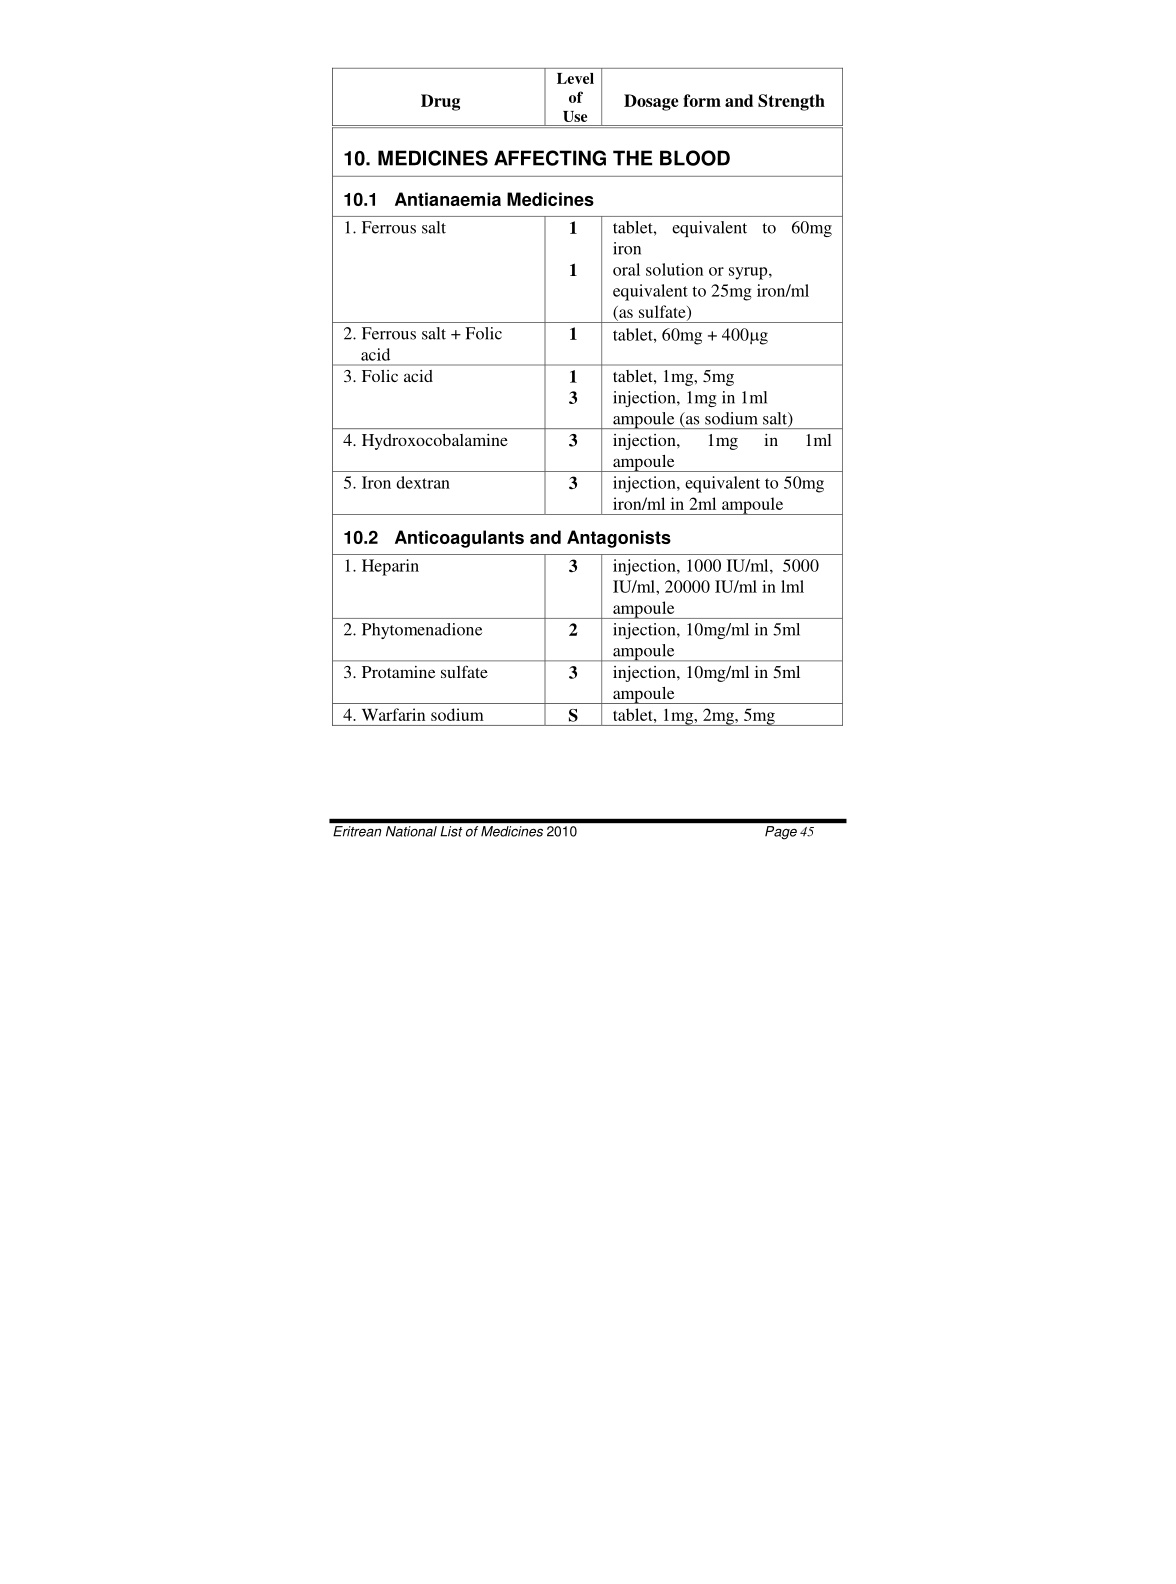 Drug
Level
of
Use
Dosage form and Strength
10. MEDICINES AFFECTING THE BLOOD
10.1 Antianaemia Medicines
1. Ferrous salt 1 tablet, equivalent to 60mg
iron
1 oral solution or syrup,
equivalent to 25mg iron/ml
(as sulfate)
2. Ferrous salt + Folic 1 tablet, 60mg + 400µg
acid
3. Folic acid 1 tablet, 1mg, 5mg
3 injection, 1mg in 1ml
ampoule (as sodium salt)
4. Hydroxocobalamine 3 injection, 1mg in 1ml
ampoule
5. Iron dextran 3 injection, equivalent to 50mg
iron/ml in 2ml ampoule
10.2 Anticoagulants and Antagonists
1. Heparin 3 injection, 1000 IU/ml, 5000
IU/ml, 20000 IU/ml in lml
ampoule
2. Phytomenadione 2 injection, 10mg/ml in 5ml
ampoule
3. Protamine sulfate 3 injection, 10mg/ml in 5ml
ampoule
4. Warfarin sodium S tablet, 1mg, 2mg, 5mg
Eritrean National List of Medicines 2010 Page 45